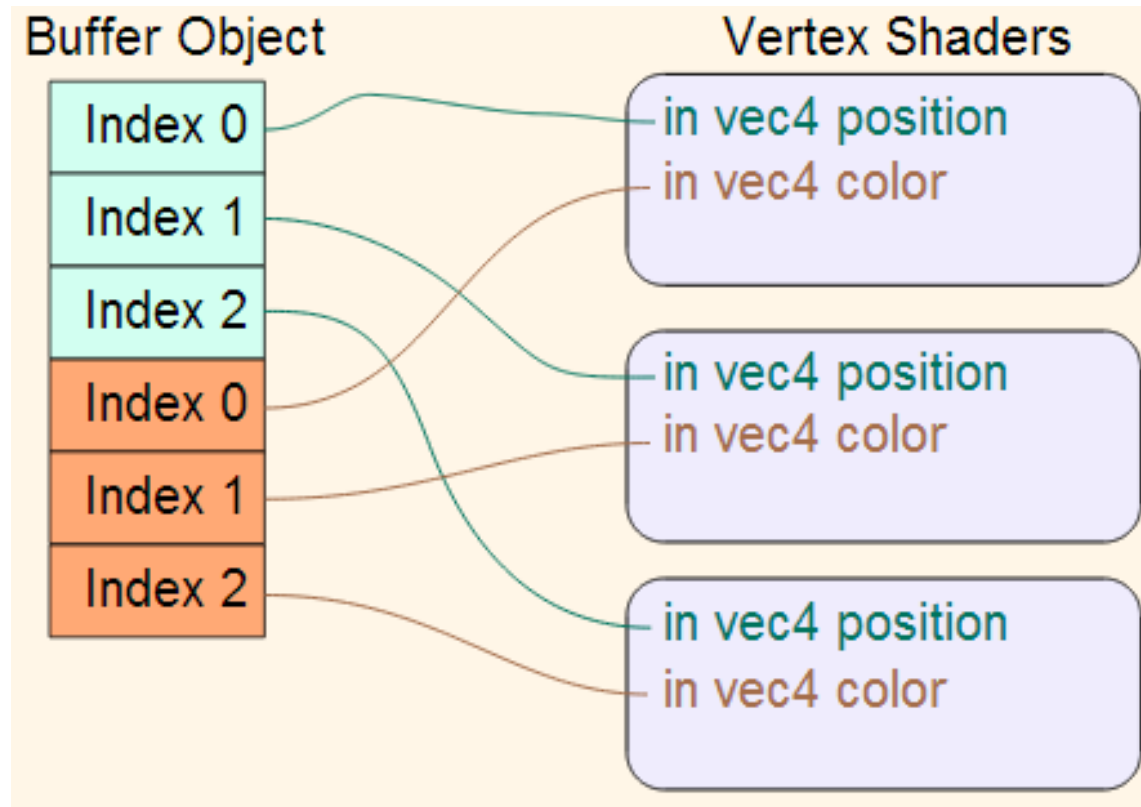 Buffer Object
Index 0
Index 1
Index 2
Index 0
Index 1
Index 2
Vertex Shaders
in vec4 position
in vec4 color
in vec4 position
in vec4 color
in vec4 position
in vec4 color